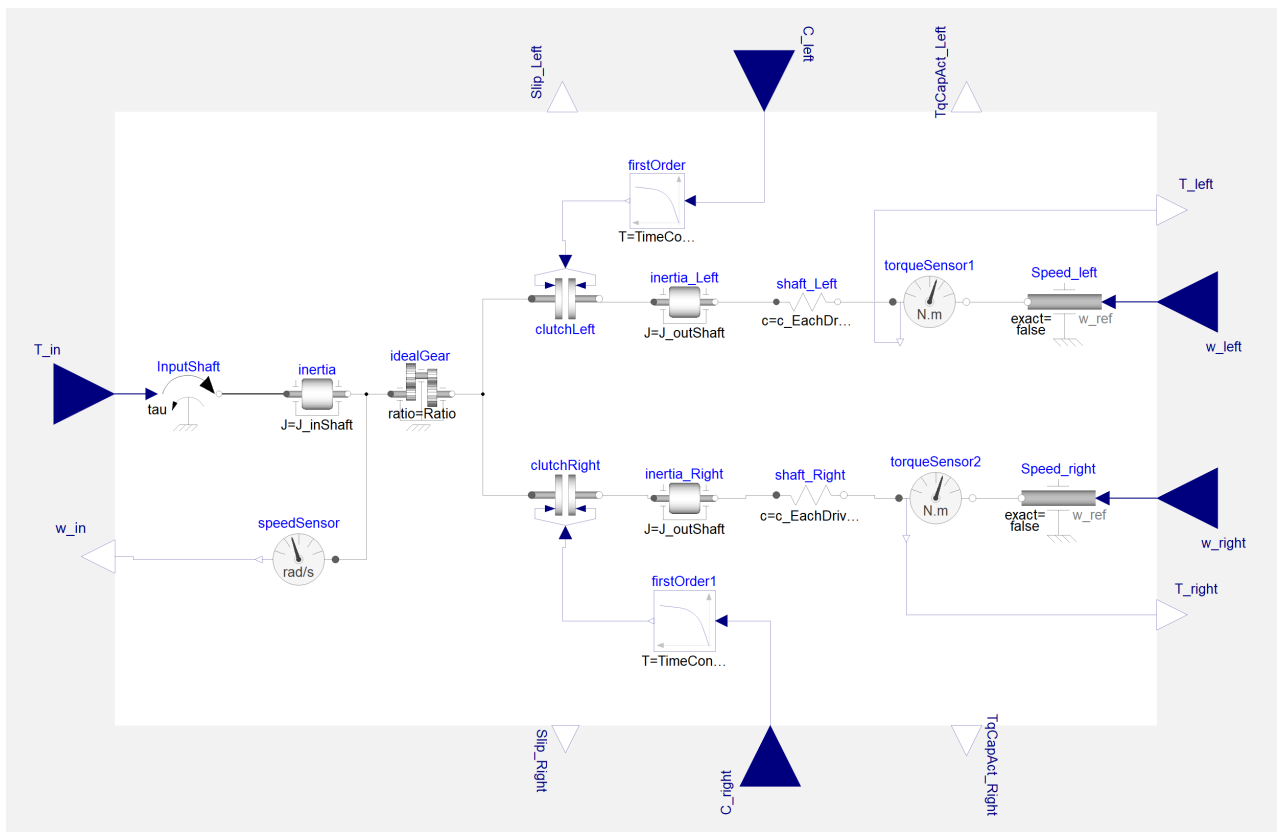 Slip_Left
C_left
TqCapAct_Left
firstOrder
T=TimeCo...
T_left
clutchLeft
inertia_Left
J=J_outShaft
shaft_Left
c=c_EachDr...
torqueSensor1
N.m
Speed_left
exact=
false
w_ref
w_left
T_in
InputShaft
tau
inertia
J=J_inShaft
idealGear
ratio=Ratio
clutchRight
inertia_Right
J=J_outShaft
shaft_Right
c=c_EachDriv...
torqueSensor2
N.m
Speed_right
exact=
false
w_ref
w_right
w_in
speedSensor
rad/s
firstOrder1
T=TimeCon...
T_right
Slip_Right
C_right
TqCapAct_Right